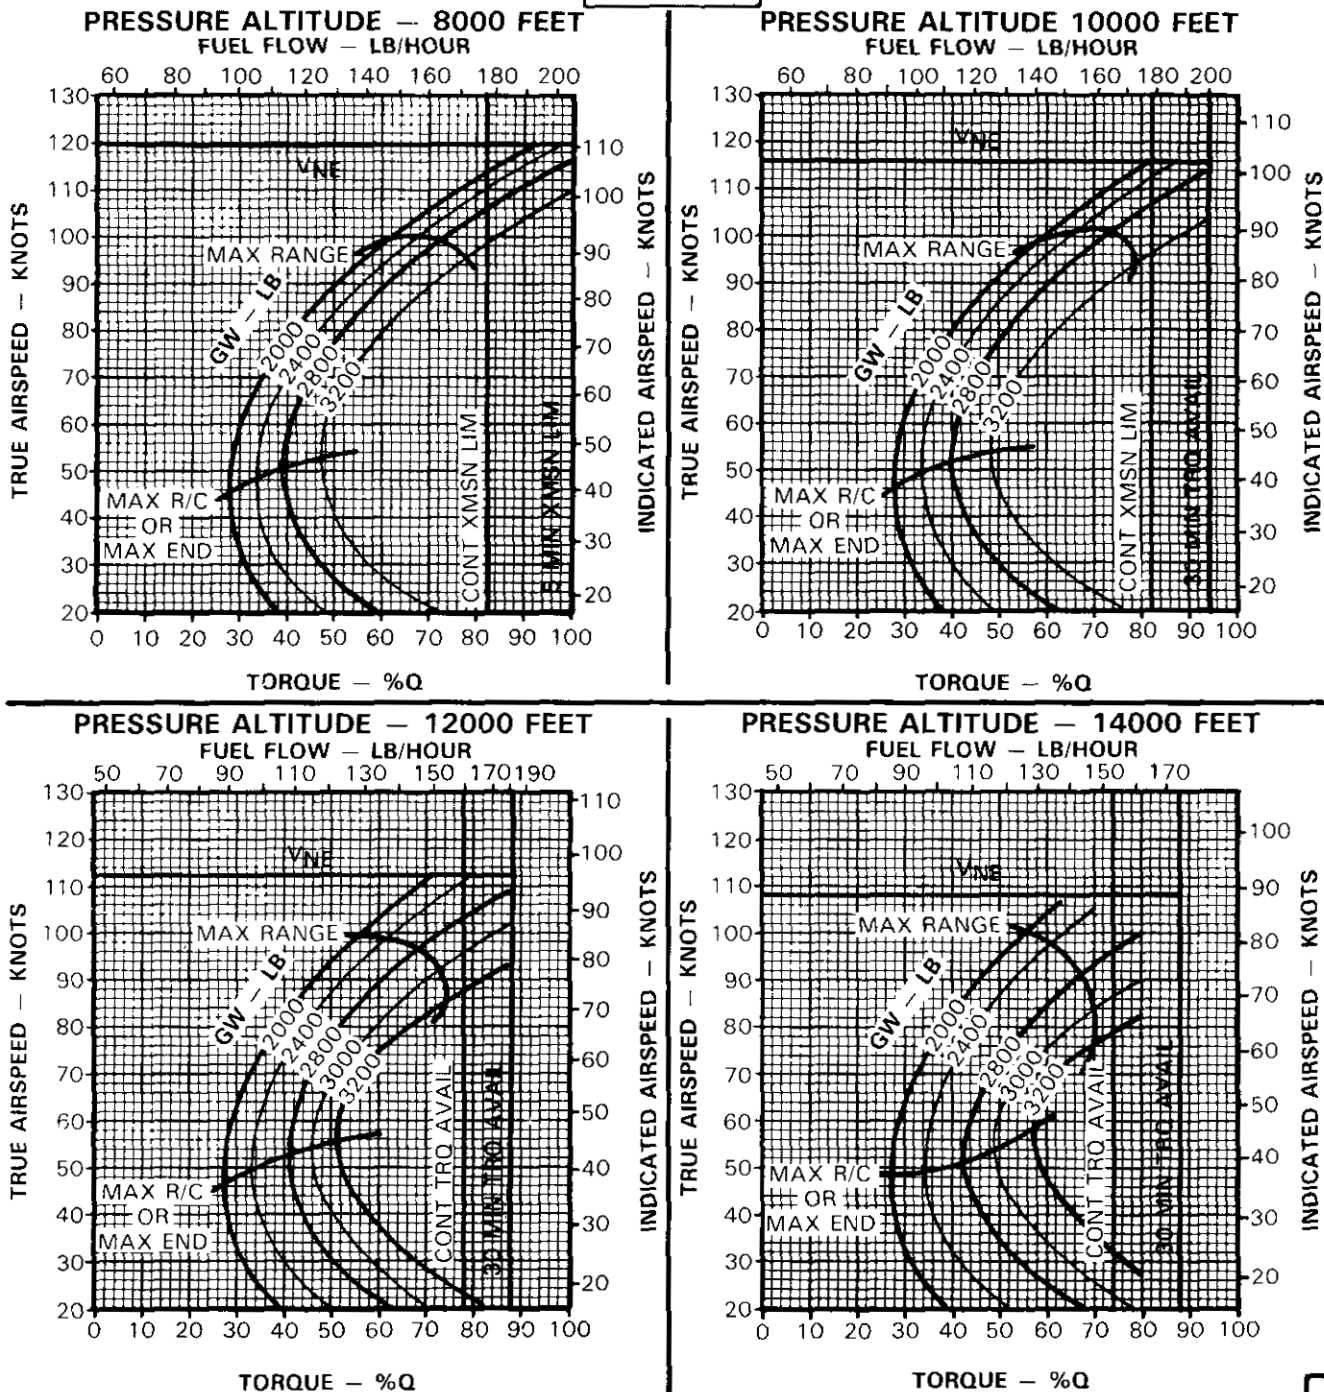 PRESSURE ALTITUDE — 8000 FEET
FUEL FLOW — LB/HOUR
60 80 80 100 120 140 160 180 200
130
120
110
100
90
80
70
60
50
40
30
20
110
100
90
80
70
60
50
40
30
20
TRUE AIRSPEED — KNOTS
INDICATED AIRSPEED — KNOTS
VNE
MAX RANGE
GW — LB
2000
2400
2800
3200
MAX R/C
OR
MAX END
CONT XMSN LIM
5 MIN XMSN LIM
0 10 20 30 40 50 60 70 80 90 100
TORQUE — %Q
PRESSURE ALTITUDE 10000 FEET
FUEL FLOW — LB/HOUR
60 70 80 100 120 140 160 180 200
130
120
110
100
90
80
70
60
50
40
30
20
110
100
90
80
70
60
50
40
30
20
TRUE AIRSPEED — KNOTS
INDICATED AIRSPEED — KNOTS
VNE
MAX RANGE
GW — LB
2000
2400
2800
3200
MAX R/C
OR
MAX END
CONT XMSN LIM
30 MIN TRQ AVAIL
0 10 20 30 40 50 60 70 80 90 100
TORQUE — %Q
PRESSURE ALTITUDE — 12000 FEET
FUEL FLOW — LB/HOUR
50 70 90 110 130 150 170 190
130
120
110
100
90
80
70
60
50
40
30
20
110
100
90
80
70
60
50
40
30
20
TRUE AIRSPEED — KNOTS
INDICATED AIRSPEED — KNOTS
VNE
MAX RANGE
GW — LB
2000
2400
2800
3000
3200
MAX R/C
OR
MAX END
CONT TRQ AVAIL
30 MIN TRQ AVAIL
0 10 20 30 40 50 60 70 80 90 100
TORQUE — %Q
PRESSURE ALTITUDE — 14000 FEET
FUEL FLOW — LB/HOUR
50 70 90 110 130 150 170
130
120
110
100
90
80
70
60
50
40
30
20
100
90
80
70
60
50
40
30
20
TRUE AIRSPEED — KNOTS
INDICATED AIRSPEED — KNOTS
VNE
MAX RANGE
GW — LB
2000
2400
2800
3000
3200
MAX R/C
OR
MAX END
CONT TRQ AVAIL
30 MIN TRQ AVAIL
0 10 20 30 40 50 60 70 80 90 100
TORQUE — %Q